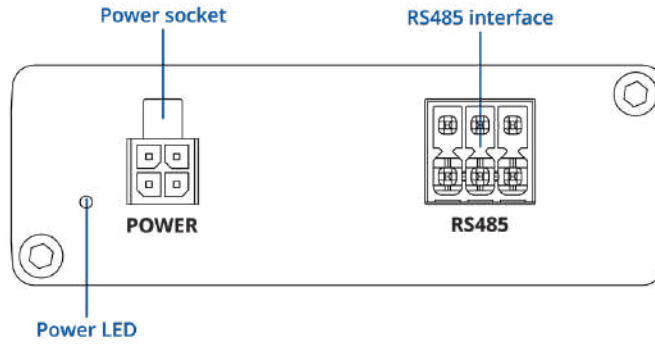 Power socket
RS485 interface
POWER
RS485
Power LED